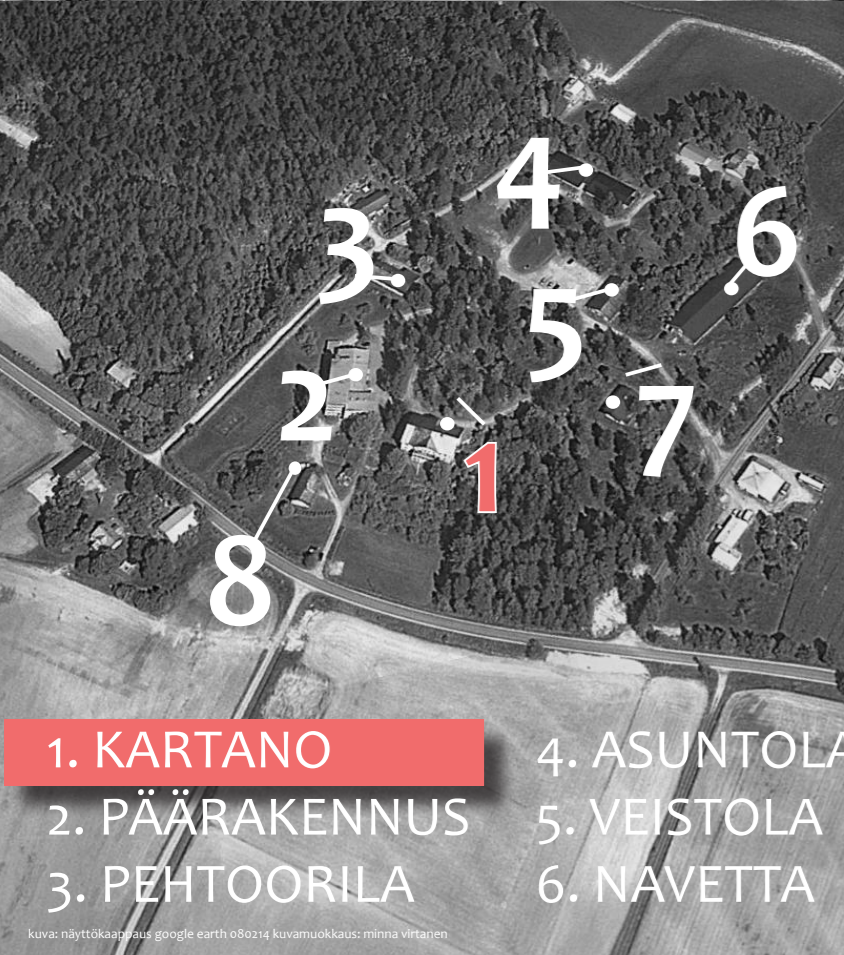 4
6
3
5
2
7
1
8
1. KARTANO
2. PÄÄRAKENNUS
3. PEHTOORILA
4. ASUNTOLA
5. VEISTOLA
6. NAVETTA
kuva: näyttökaappaus google earth 080214 kuvamuokkaus: minna virtanen